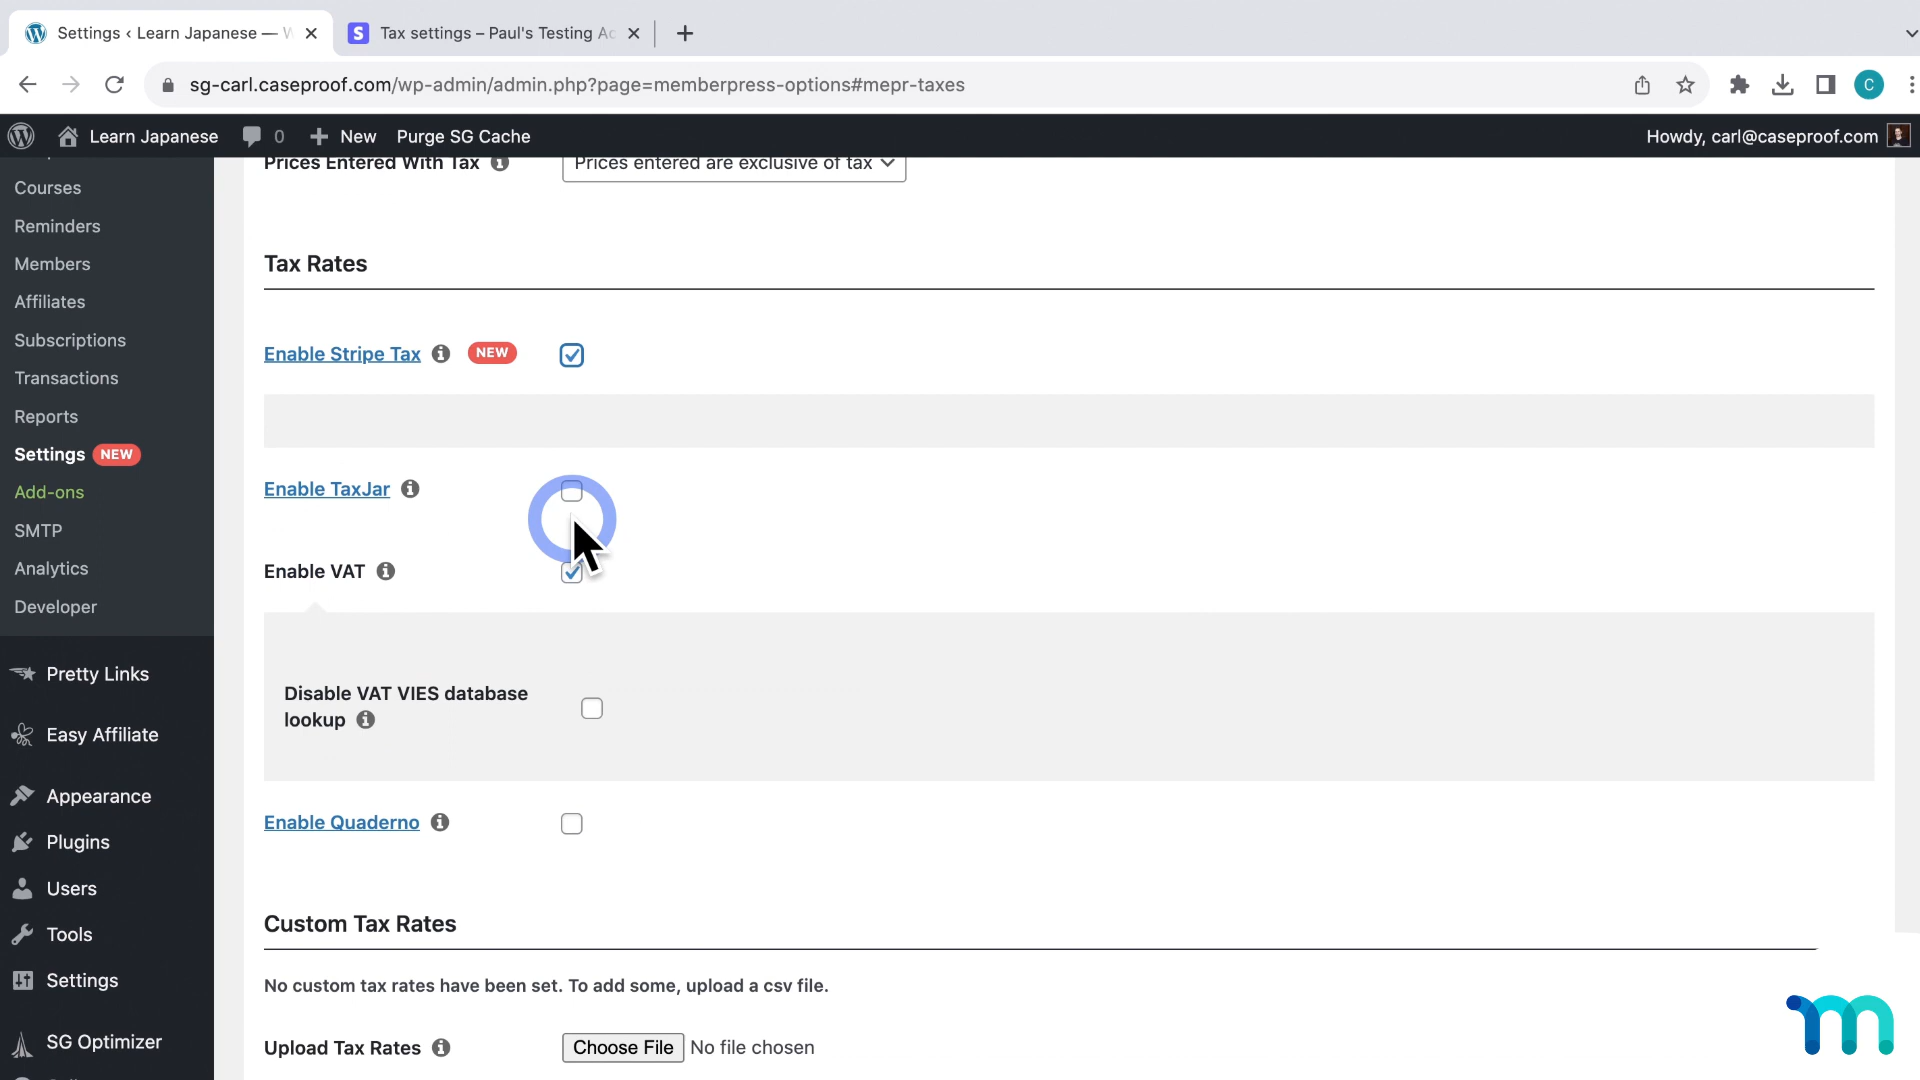 Settings ‹ Learn Japanese — W
Tax settings – Paul's Testing Ac
sg-carl.caseproof.com/wp-admin/admin.php?page=memberpress-options#mepr-taxes
C
Learn Japanese
0
New
Purge SG Cache
Howdy, carl@caseproof.com
Courses
Reminders
Members
Affiliates
Subscriptions
Transactions
Reports
Settings NEW
Add-ons
SMTP
Analytics
Developer
Pretty Links
Easy Affiliate
Appearance
Plugins
Users
Tools
Settings
SG Optimizer
Prices Entered With Tax
Prices entered are exclusive of tax
Tax Rates
Enable Stripe Tax NEW
Enable TaxJar
Enable VAT
Disable VAT VIES database
lookup
Enable Quaderno
Custom Tax Rates
No custom tax rates have been set. To add some, upload a csv file.
Upload Tax Rates
Choose File No file chosen